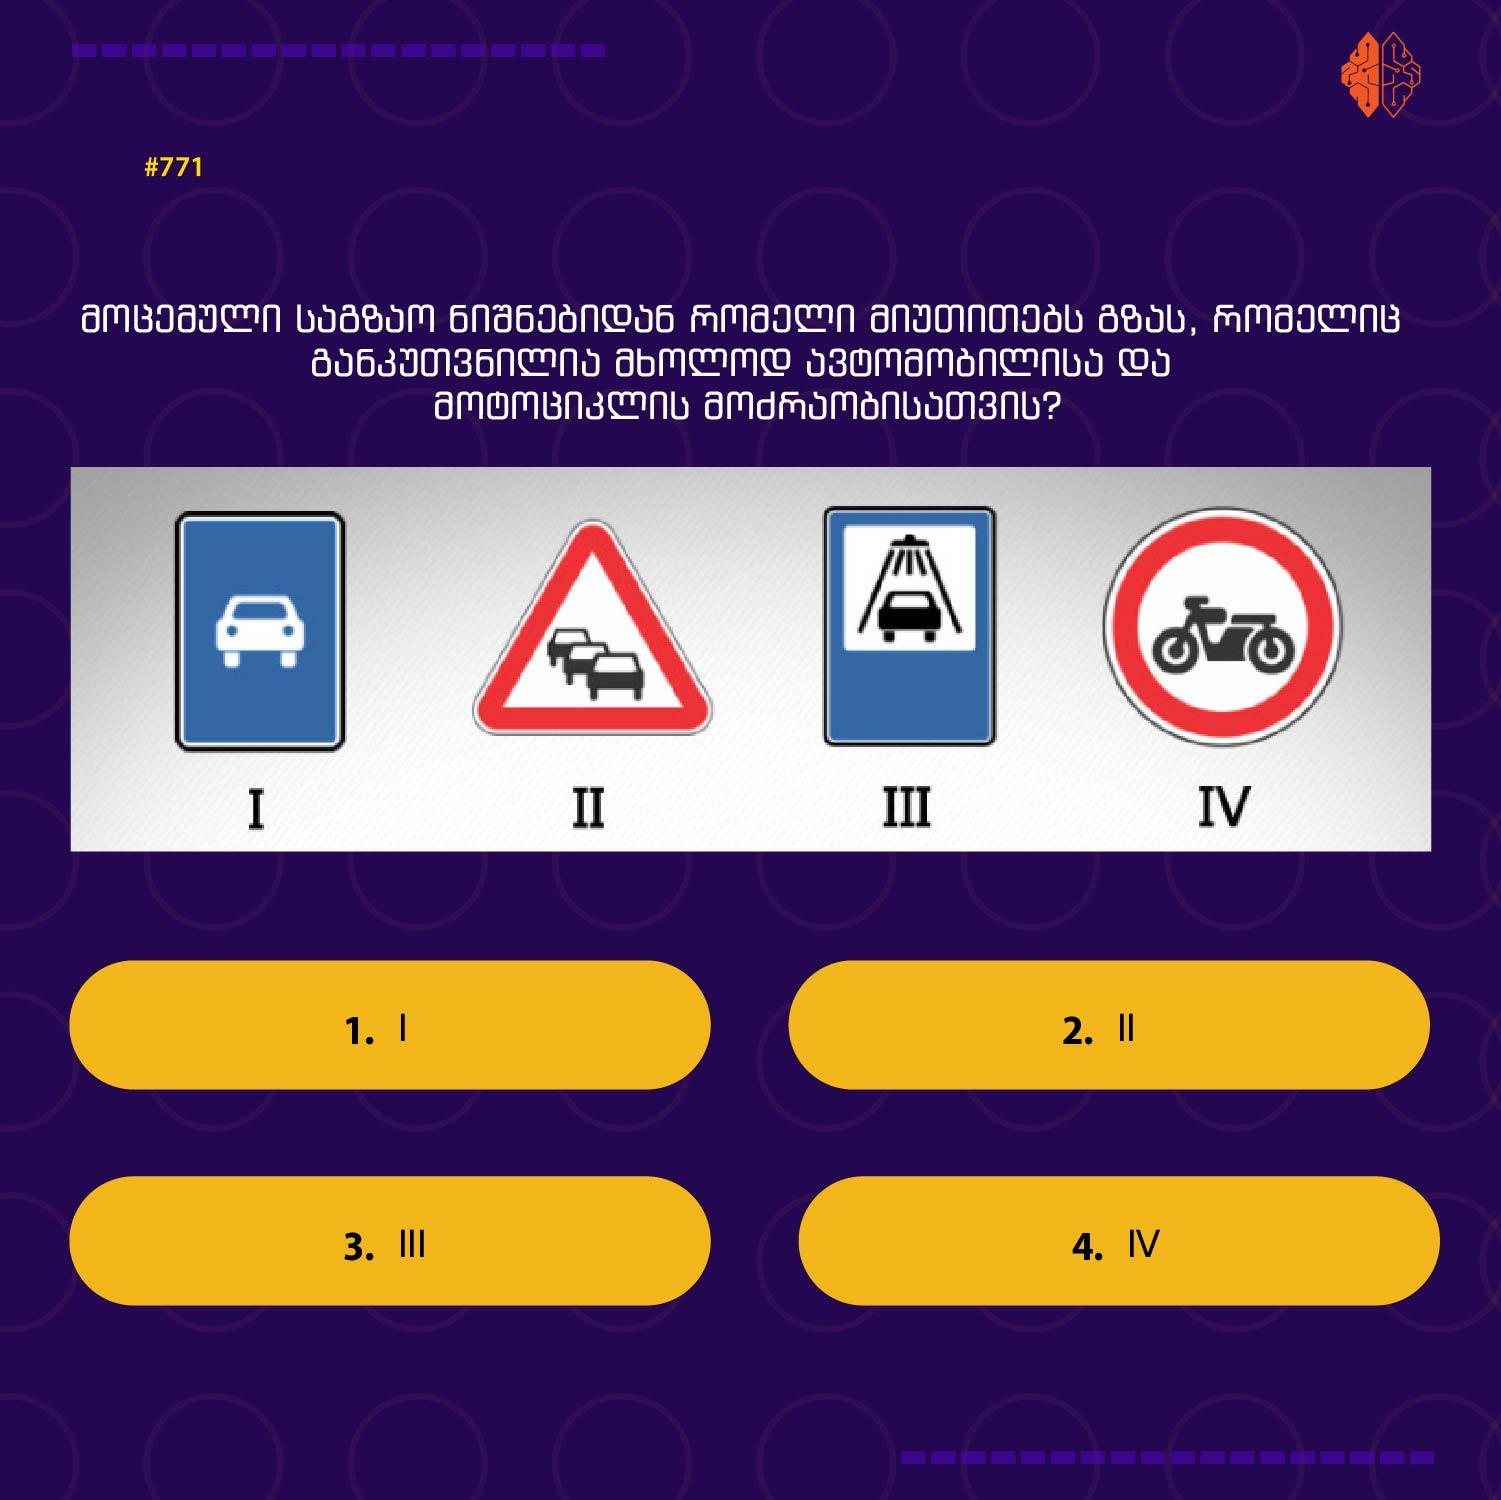 #771
მოცემული საგზაო ნიშნებიდან რომელი მიუთითებს გზას, რომელიც
განკუთვნილია მხოლოდ ავტომობილისა და
მოტოციკლის მოძრაობისათვის?
I II III IV
1. I
2. II
3. III
4. IV